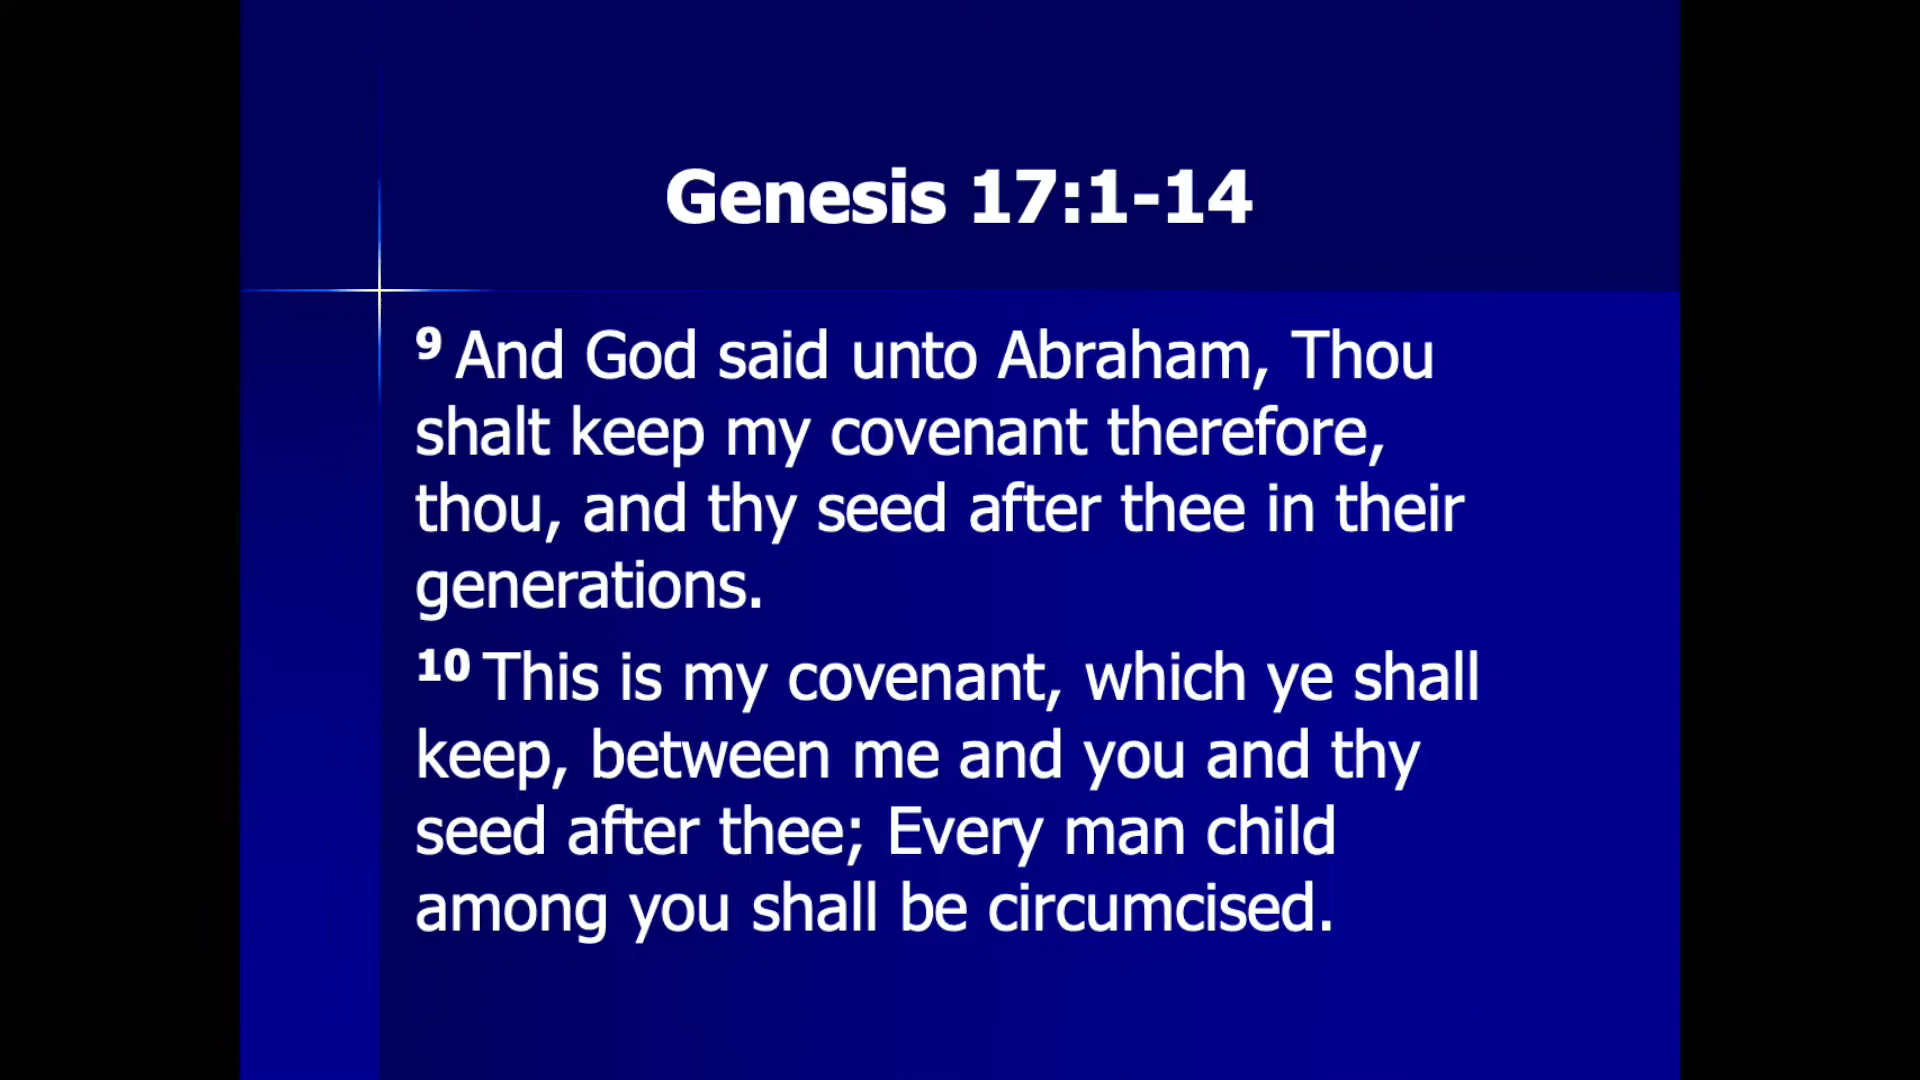 Genesis 17:1-14
9 And God said unto Abraham, Thou
shalt keep my covenant therefore,
thou, and thy seed after thee in their
generations.
10 This is my covenant, which ye shall
keep, between me and you and thy
seed after thee; Every man child
among you shall be circumcised.